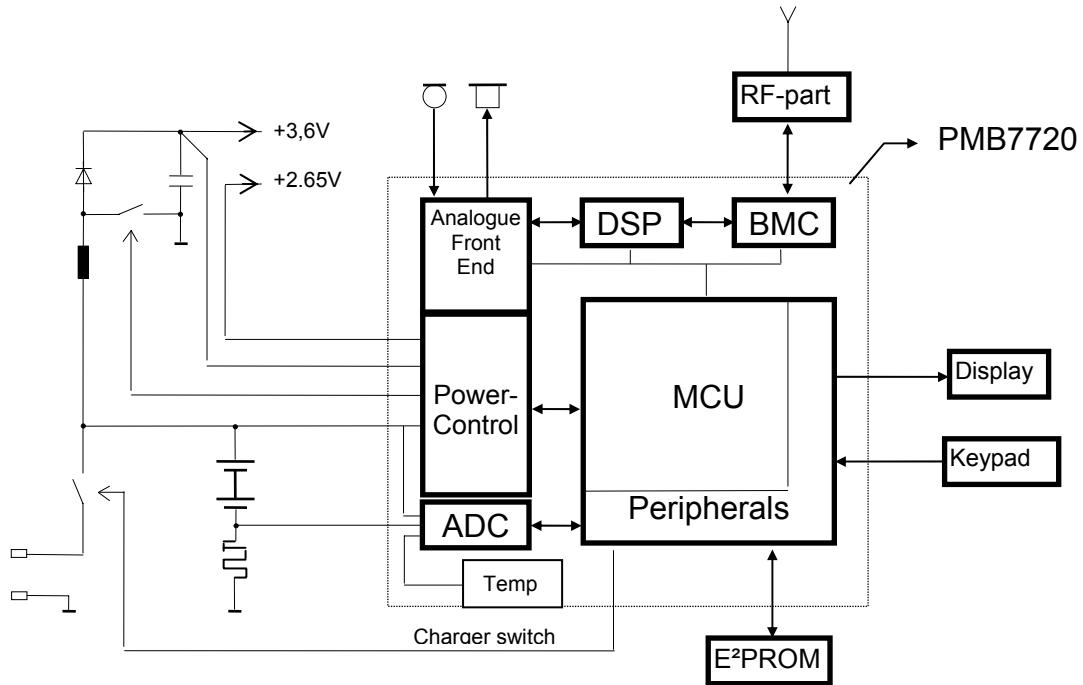 RF-part
+3,6V
PMB7720
+2.65V
Analogue
Front
End
DSP
BMC
Power-
Control
MCU
Display
Keypad
Peripherals
ADC
Temp
Charger switch
E²PROM